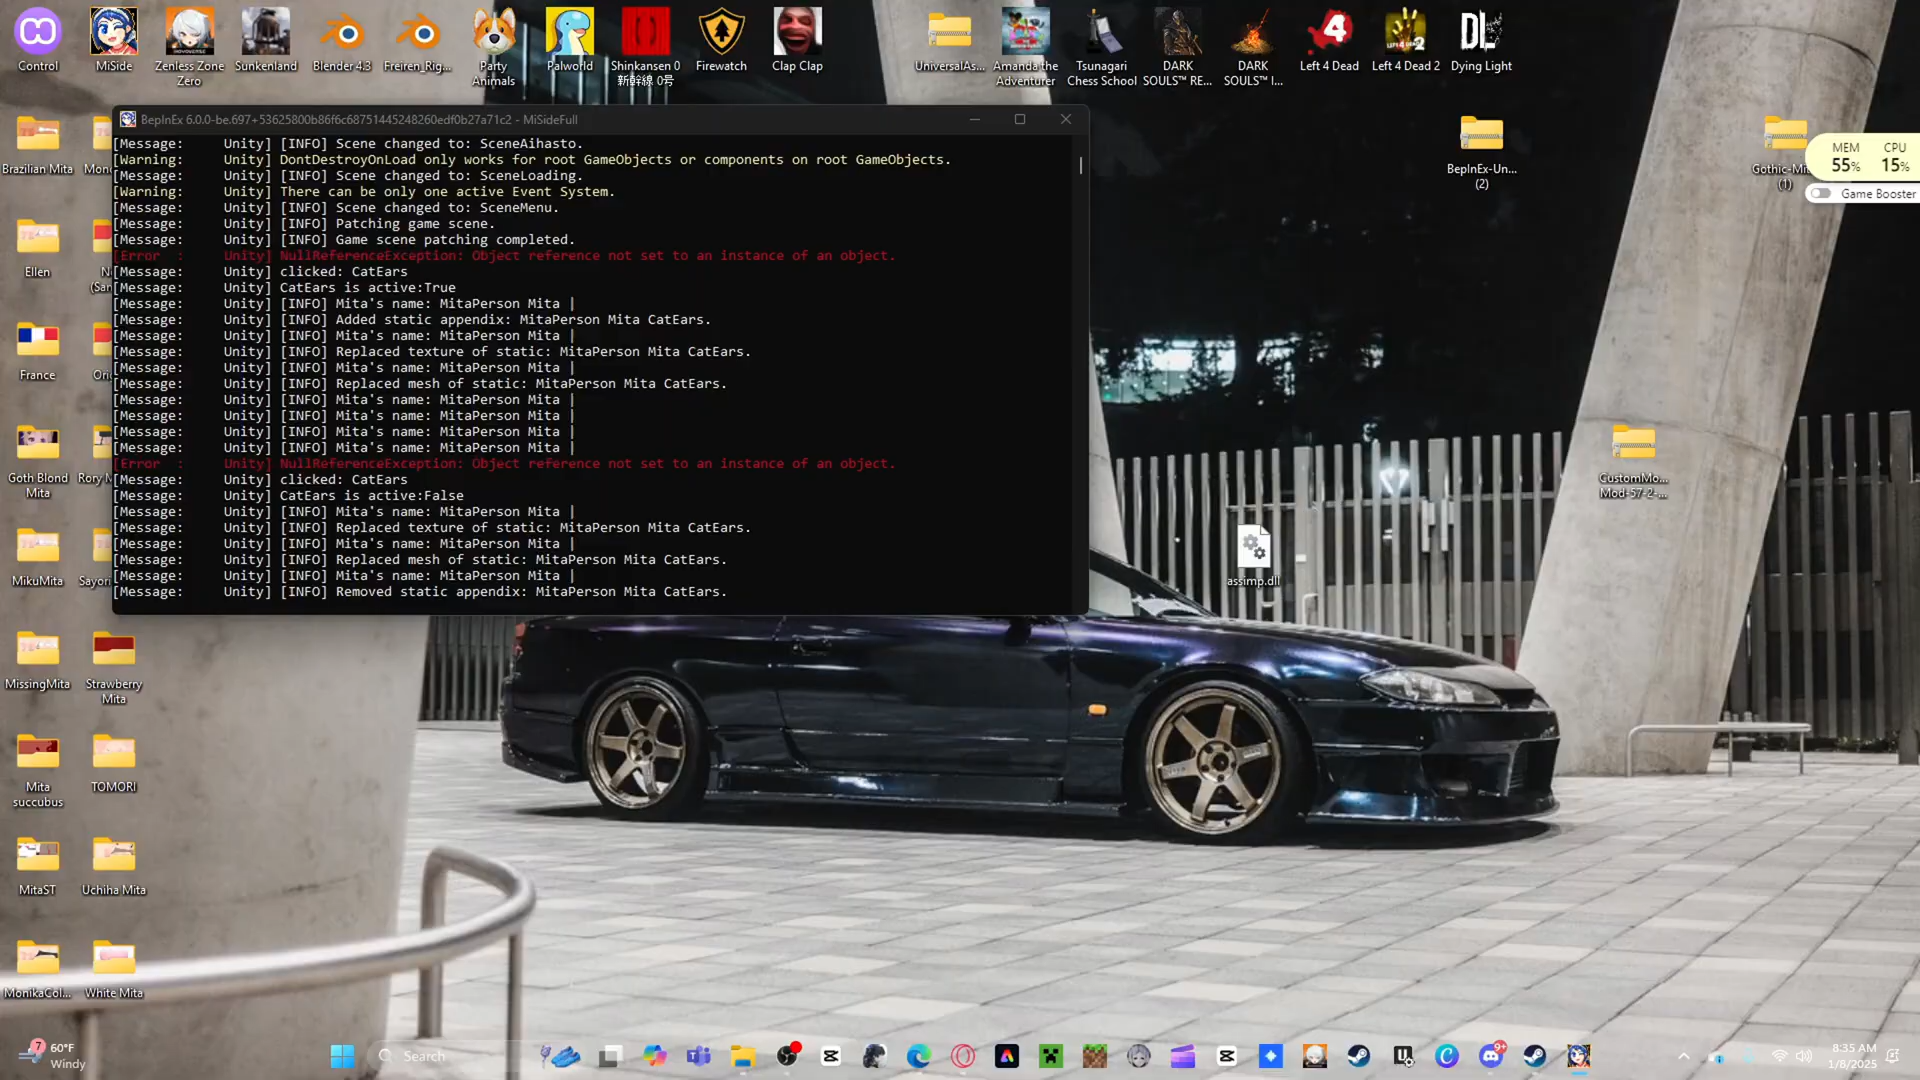 Control
MiSide
Zenless Zone
Zero
Sunkenland
Blender 4.3
Freiren_Rig...
Party
Animals
Palworld
Shinkansen 0
新幹線 0号
Firewatch
Clap Clap
UniversalAs...
Amanda the
Adventurer
Tsunagari
Chess School
DARK
SOULS™ RE...
DARK
SOULS™ I...
Left 4 Dead
Left 4 Dead 2
Dying Light
BepInEx 6.0.0-be.697+53625800b86f6c68751445248260edf0b27a71c2 - MiSideFull
[Message:     Unity] [INFO] Scene changed to: SceneAihasto.
[Warning:     Unity] DontDestroyOnLoad only works for root GameObjects or components on root GameObjects.
[Message:     Unity] [INFO] Scene changed to: SceneLoading.
[Warning:     Unity] There can be only one active Event System.
[Message:     Unity] [INFO] Scene changed to: SceneMenu.
[Message:     Unity] [INFO] Patching game scene.
[Message:     Unity] [INFO] Game scene patching completed.
[Error  :     Unity] NullReferenceException: Object reference not set to an instance of an object.
[Message:     Unity] clicked: CatEars
[Message:     Unity] CatEars is active:True
[Message:     Unity] [INFO] Mita's name: MitaPerson Mita |
[Message:     Unity] [INFO] Added static appendix: MitaPerson Mita CatEars.
[Message:     Unity] [INFO] Mita's name: MitaPerson Mita |
[Message:     Unity] [INFO] Replaced texture of static: MitaPerson Mita CatEars.
[Message:     Unity] [INFO] Mita's name: MitaPerson Mita |
[Message:     Unity] [INFO] Replaced mesh of static: MitaPerson Mita CatEars.
[Message:     Unity] [INFO] Mita's name: MitaPerson Mita |
[Message:     Unity] [INFO] Mita's name: MitaPerson Mita |
[Message:     Unity] [INFO] Mita's name: MitaPerson Mita |
[Message:     Unity] [INFO] Mita's name: MitaPerson Mita |
[Error  :     Unity] NullReferenceException: Object reference not set to an instance of an object.
[Message:     Unity] clicked: CatEars
[Message:     Unity] CatEars is active:False
[Message:     Unity] [INFO] Mita's name: MitaPerson Mita |
[Message:     Unity] [INFO] Replaced texture of static: MitaPerson Mita CatEars.
[Message:     Unity] [INFO] Mita's name: MitaPerson Mita |
[Message:     Unity] [INFO] Replaced mesh of static: MitaPerson Mita CatEars.
[Message:     Unity] [INFO] Mita's name: MitaPerson Mita |
[Message:     Unity] [INFO] Removed static appendix: MitaPerson Mita CatEars.
Brazilian Mita
Ellen
France
Goth Blond
Mita
MikuMita
MissingMita
Strawberry
Mita
Mita
succubus
TOMORI
MitaST
Uchiha Mita
MonikaCol...
White Mita
BepInEx-Un...
(2)
(1)
MEM
55%
CPU
15%
Game Booster
CustomMo...
Mod-57-2-...
assimp.dll
7
60°F
Windy
Search
9+
8:35 AM
1/8/2025